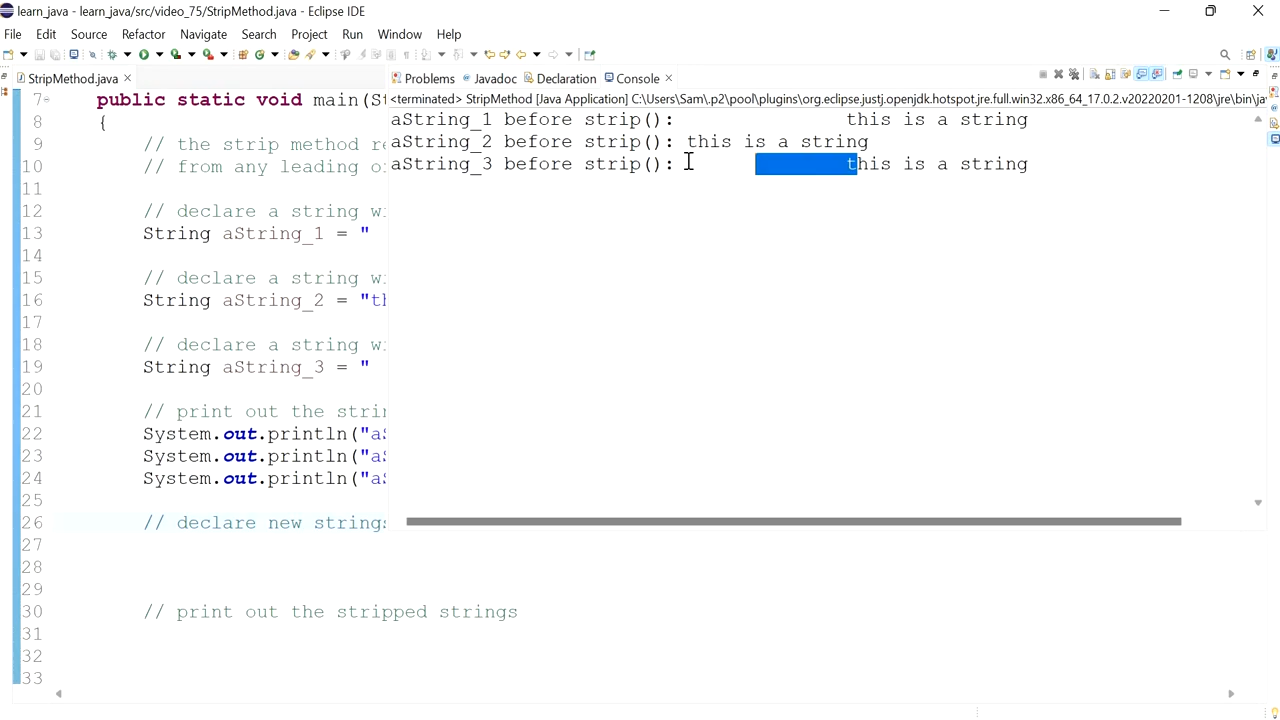 learn_java - learn_java/src/video_75/StripMethod.java - Eclipse IDE
File Edit Source Refactor Navigate Search Project Run Window Help
StripMethod.java
Problems Javadoc Declaration Console
<terminated> StripMethod [Java Application] C:\Users\Sam\.p2\pool\plugins\org.eclipse.justj.openjdk.hotspot.jre.full.win32.x86_64_17.0.2.v20220201-1208\jre\bin\ja
7 public static void main(St
8 {
9 // the strip method re
10 // from any leading o
11
12 // declare a string wi
13 String aString_1 = "
14
15 // declare a string wi
16 String aString_2 = "th
17
18 // declare a string wi
19 String aString_3 = "
20
21 // print out the strin
22 System.out.println("aS
23 System.out.println("aS
24 System.out.println("aS
25
26 // declare new strings
27
28
29
30 // print out the stripped strings
31
32
33
aString_1 before strip():               this is a string
aString_2 before strip(): this is a string
aString_3 before strip():               this is a string